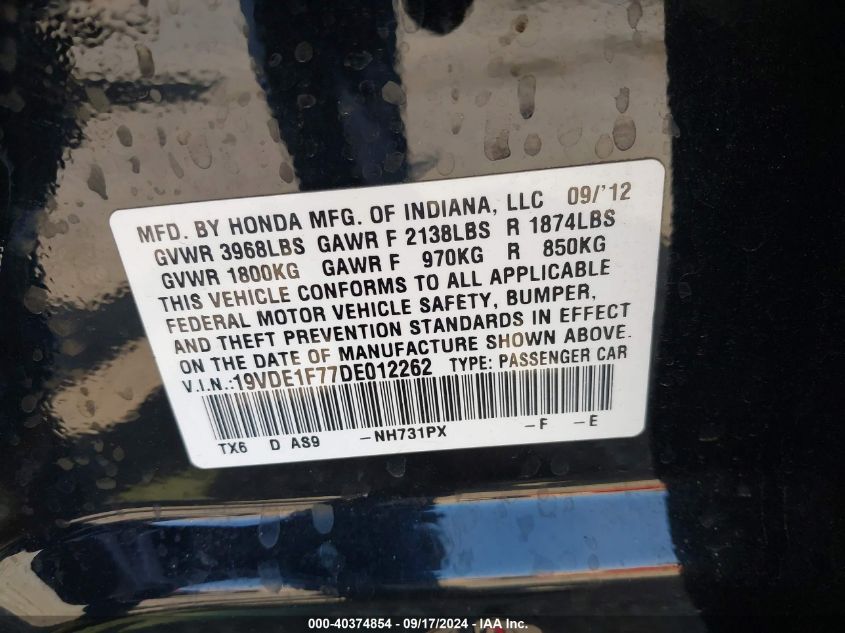 MFD. BY HONDA MFG. OF INDIANA, LLC 09/'12
GVWR 3968LBS GAWR F 2138LBS R 1874LBS
GVWR 1800KG GAWR F 970KG R 850KG
THIS VEHICLE CONFORMS TO ALL APPLICABLE
FEDERAL MOTOR VEHICLE SAFETY, BUMPER,
AND THEFT PREVENTION STANDARDS IN EFFECT
ON THE DATE OF MANUFACTURE SHOWN ABOVE.
V.I.N.:19VDE1F77DE012262 TYPE: PASSENGER CAR
TX6 D AS9 -NH731PX -F -E
000-40374854 - 09/17/2024 - IAA Inc.